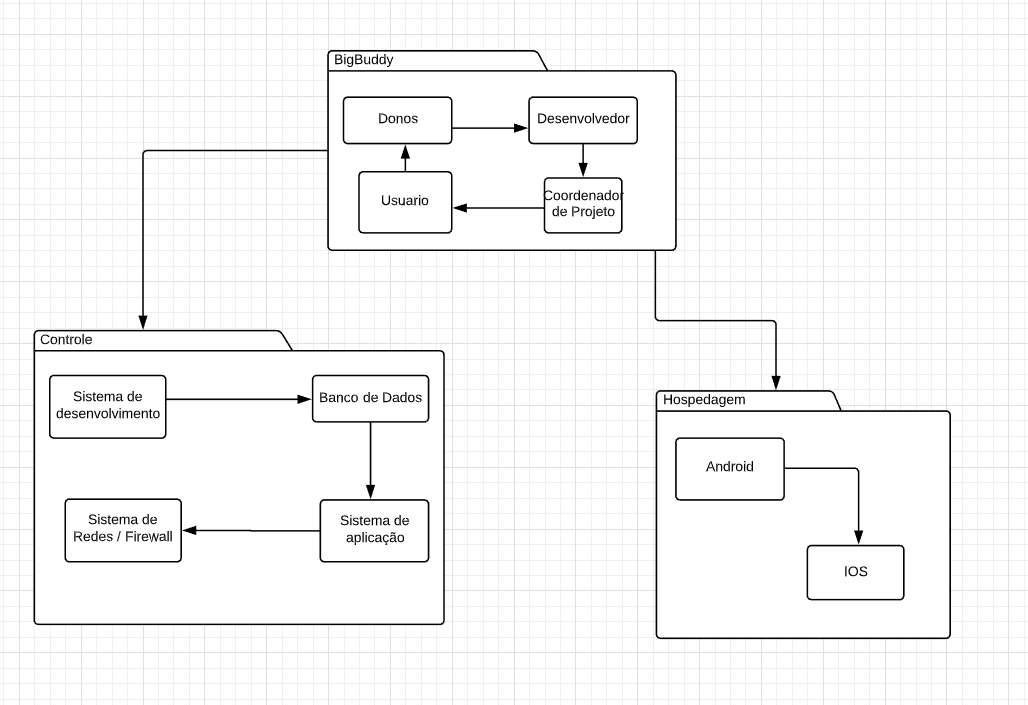 BigBuddy
Donos
Desenvolvedor
Usuario
Coordenador
de Projeto
Controle
Sistema de
desenvolvimento
Banco de Dados
Sistema de
Redes / Firewall
Sistema de
aplicação
Hospedagem
Android
IOS